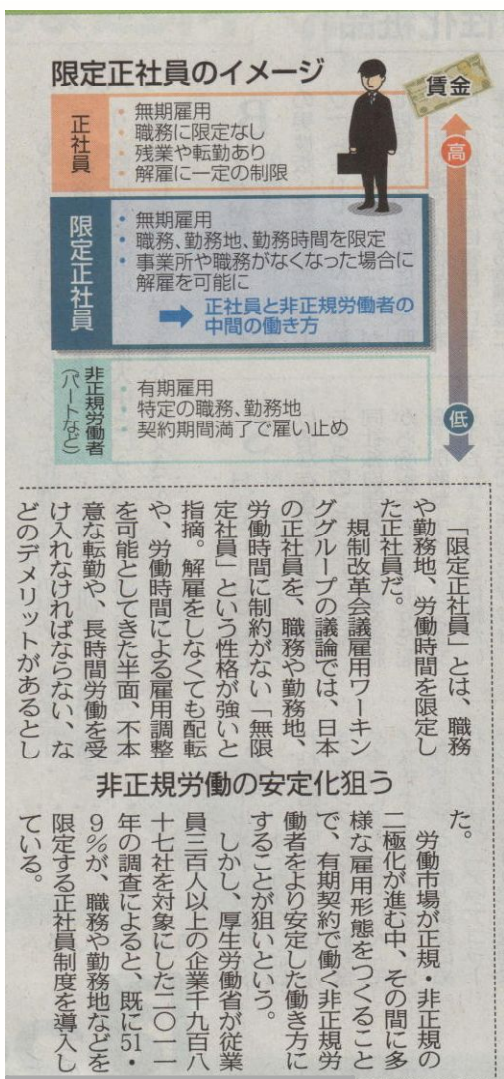 限定正社員のイメージ
賃金
高
低
正社員
・無期雇用
・職務に限定なし
・残業や転勤あり
・解雇に一定の制限
限定正社員
・無期雇用
・職務、勤務地、勤務時間を限定
・事業所や職務がなくなった場合に
解雇を可能に
➡ 正社員と非正規労働者の
中間の働き方
非正規労働者
(パートなど)
・有期雇用
・特定の職務、勤務地
・契約期間満了で雇い止め
「限定正社員」とは、職務
や勤務地、労働時間を限定し
た正社員だ。
規制改革会議雇用ワーキン
ググループの議論では、日本
の正社員を、職務や勤務地、
労働時間に制約がない「無限
定社員」という性格が強いと
指摘。解雇をしなくても配転
や、労働時間による雇用調整
を可能としてきた半面、不本
意な転勤や、長時間労働を受
け入れなければならない、な
どのデメリットがあるとし
非正規労働の安定化狙う
た。
労働市場が正規・非正規の
二極化が進む中、その間に多
様な雇用形態をつくること
で、有期契約で働く非正規労
働者をより安定した働き方に
することが狙いという。
しかし、厚生労働省が従業
員三百人以上の企業千九百八
十七社を対象にした二〇一一
年の調査によると、既に51・
9%が、職務や勤務地などを
限定する正社員制度を導入し
ている。